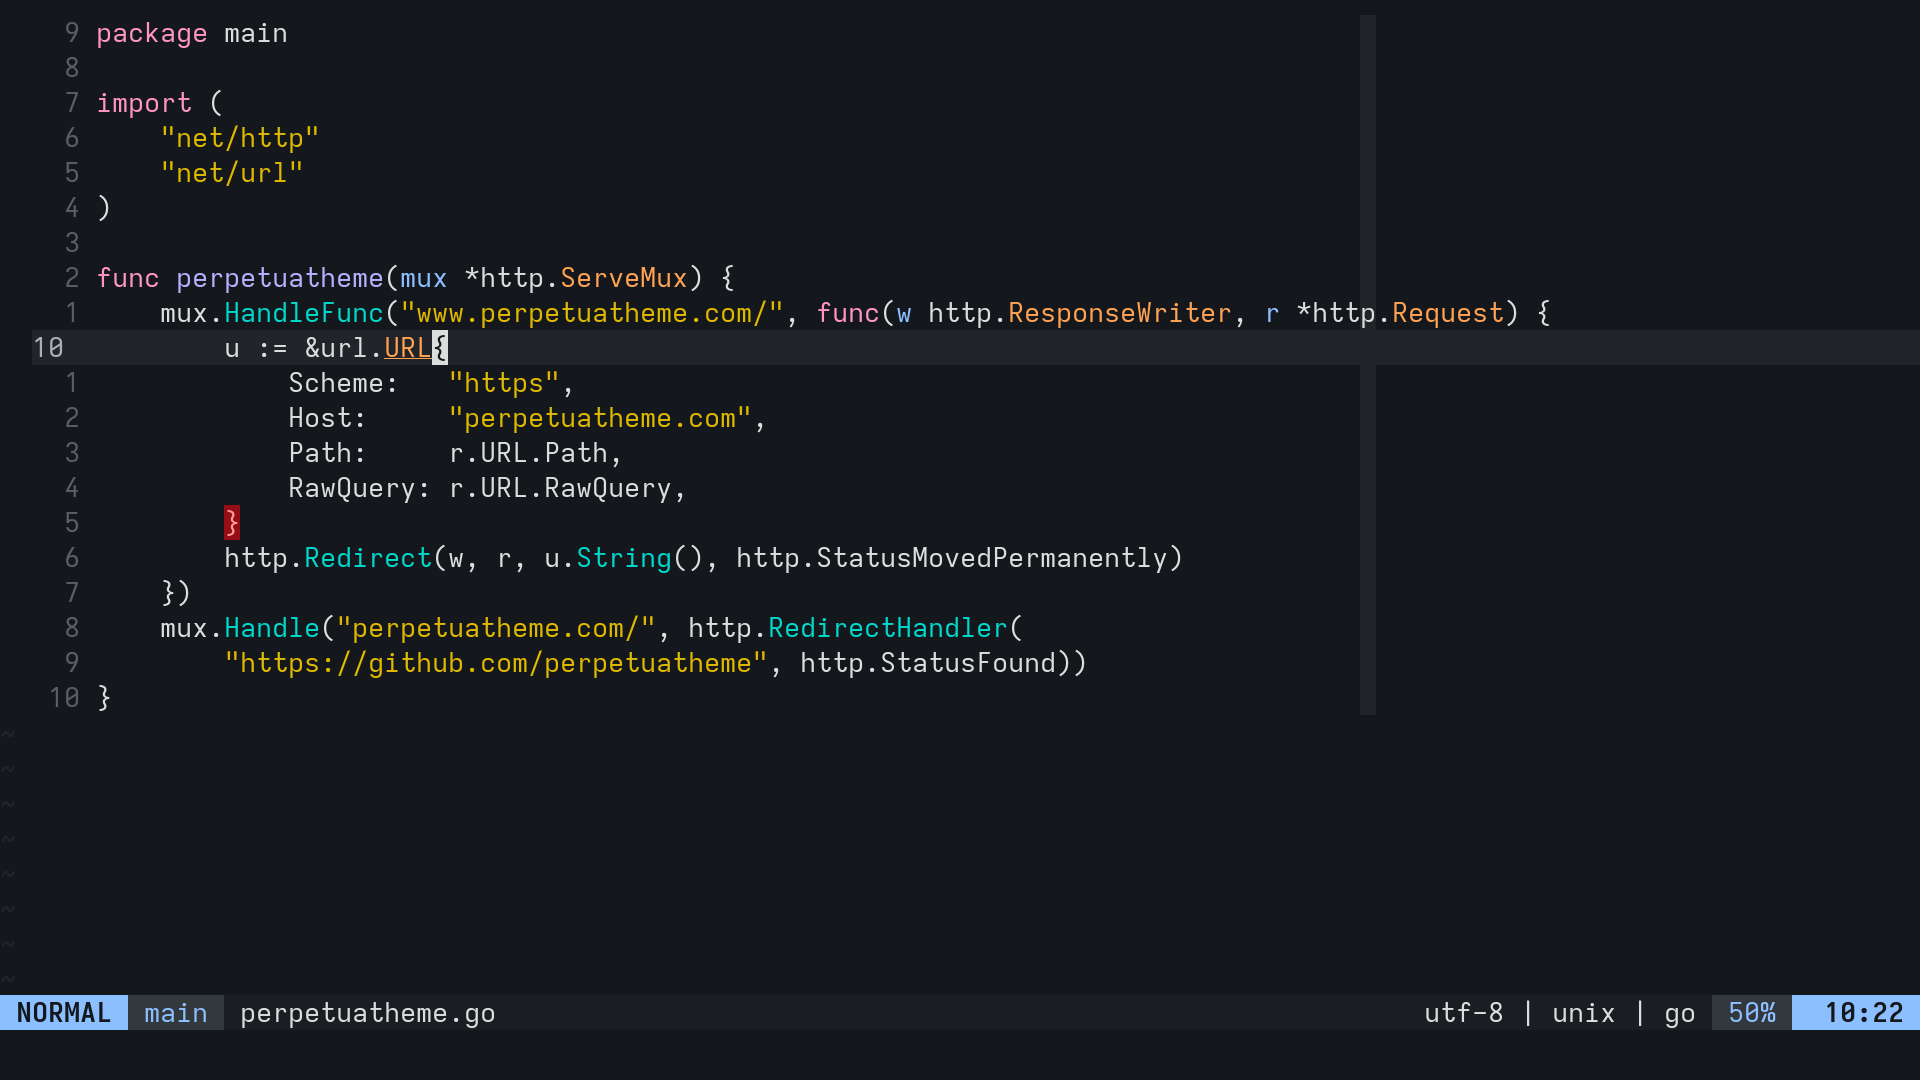 9 package main
8
7 import (
6     "net/http"
5     "net/url"
4 )
3
2 func perpetuatheme(mux *http.ServeMux) {
1     mux.HandleFunc("www.perpetuatheme.com/", func(w http.ResponseWriter, r *http.Request) {
10         u := &url.URL{
1             Scheme:   "https",
2             Host:     "perpetuatheme.com",
3             Path:     r.URL.Path,
4             RawQuery: r.URL.RawQuery,
5         }
6         http.Redirect(w, r, u.String(), http.StatusMovedPermanently)
7     })
8     mux.Handle("perpetuatheme.com/", http.RedirectHandler(
9         "https://github.com/perpetuatheme", http.StatusFound))
10 }
~
~
~
~
~
~
~
~
NORMAL main perpetuatheme.go utf-8 | unix | go 50% 10:22